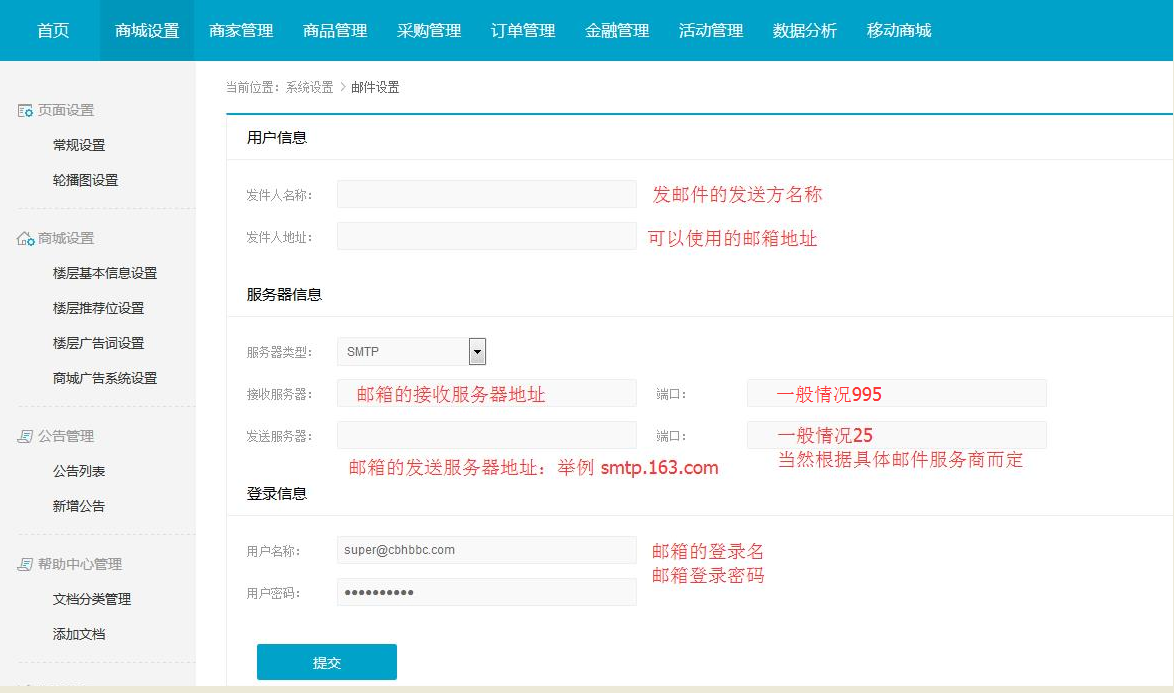 首页 商城设置 商家管理 商品管理 采购管理 订单管理 金融管理 活动管理 数据分析 移动商城
当前位置：系统设置 > 邮件设置
页面设置
常规设置
轮播图设置
商城设置
楼层基本信息设置
楼层推荐位设置
楼层广告词设置
商城广告系统设置
公告管理
公告列表
新增公告
帮助中心管理
文档分类管理
添加文档
用户信息
发件人名称： 发邮件的发送方名称
发件人地址： 可以使用的邮箱地址
服务器信息
服务器类型： SMTP
接收服务器： 邮箱的接收服务器地址 端口： 一般情况995
发送服务器： 端口： 一般情况25
当然根据具体邮件服务商而定
邮箱的发送服务器地址：举例 smtp.163.com
登录信息
用户名称： super@cbhbbc.com 邮箱的登录名
邮箱登录密码
用户密码： ●●●●●●●●●●
提交